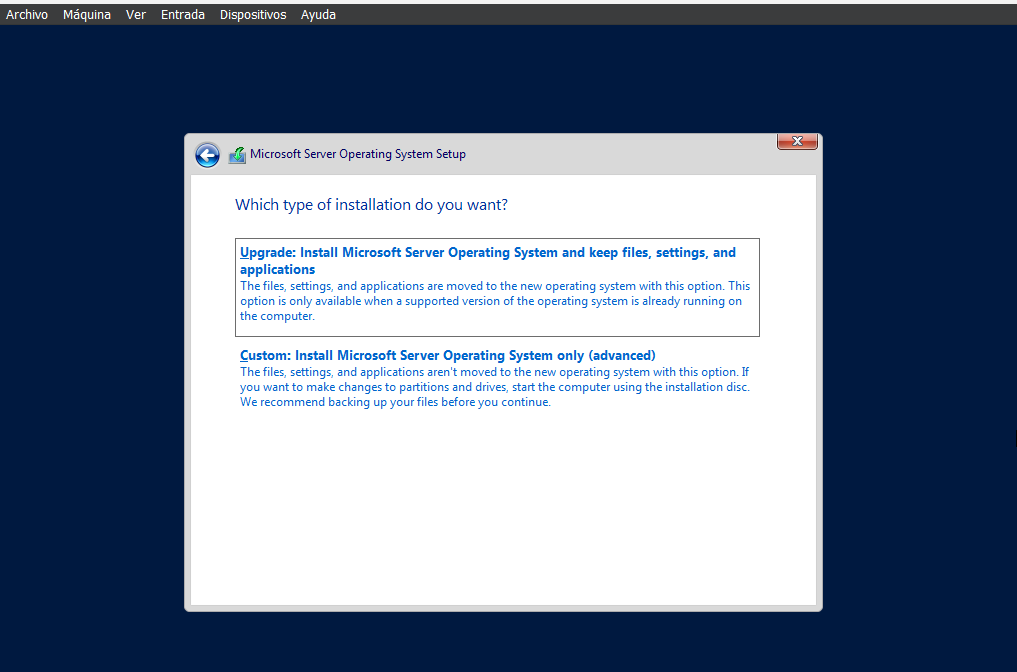 Archivo Máquina Ver Entrada Dispositivos Ayuda
Microsoft Server Operating System Setup
Which type of installation do you want?
Upgrade: Install Microsoft Server Operating System and keep files, settings, and
applications
The files, settings, and applications are moved to the new operating system with this option. This
option is only available when a supported version of the operating system is already running on
the computer.
Custom: Install Microsoft Server Operating System only (advanced)
The files, settings, and applications aren't moved to the new operating system with this option. If
you want to make changes to partitions and drives, start the computer using the installation disc.
We recommend backing up your files before you continue.